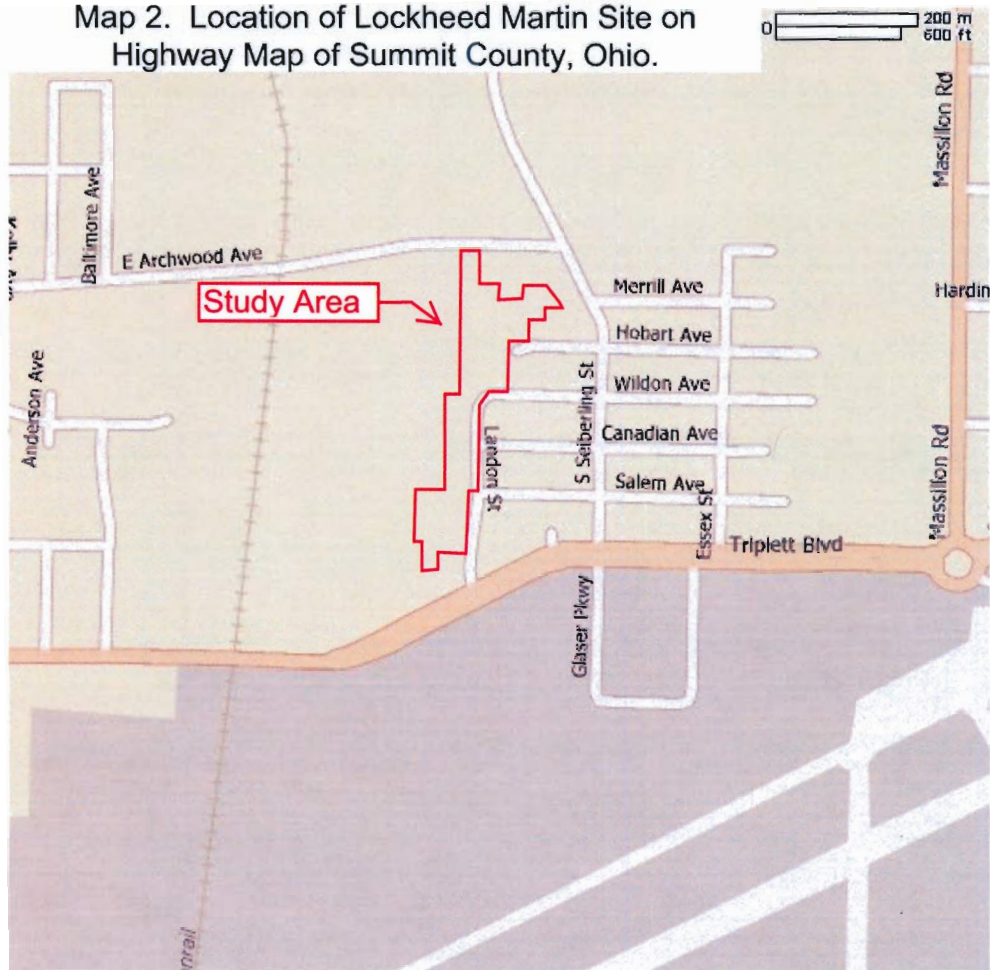 Map 2. Location of Lockheed Martin Site on
Highway Map of Summit County, Ohio.
0
200 m
600 ft
Massillon Rd
Baltimore Ave
E Archwood Ave
Study Area
Merrill Ave
Hardin
Hobart Ave
Anderson Ave
S Seiberling St
Wildon Ave
Landon St
Canadian Ave
Massillon Rd
Salem Ave
Essex St
Triplett Blvd
Glaser Pkwy
nrail